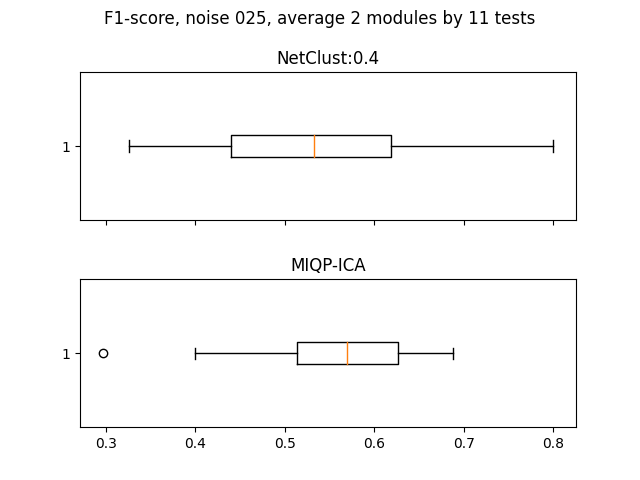 F1-score, noise 025, average 2 modules by 11 tests
NetClust:0.4
1
MIQP-ICA
1
0.3 0.4 0.5 0.6 0.7 0.8